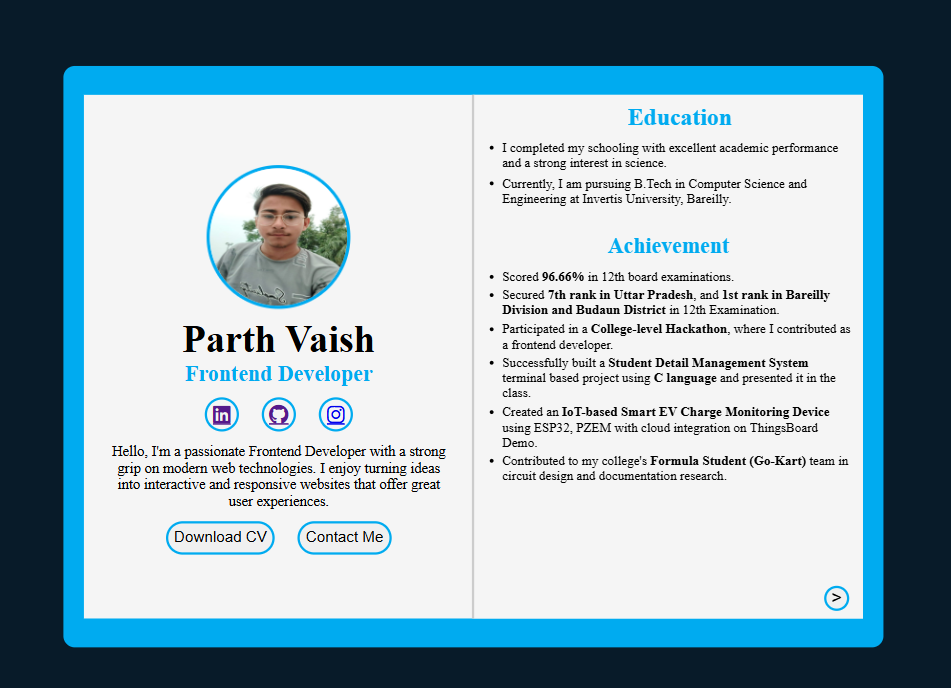 Parth Vaish
Frontend Developer
in
Hello, I'm a passionate Frontend Developer with a strong
grip on modern web technologies. I enjoy turning ideas
into interactive and responsive websites that offer great
user experiences.
Download CV
Contact Me
Education
• I completed my schooling with excellent academic performance
and a strong interest in science.
• Currently, I am pursuing B.Tech in Computer Science and
Engineering at Invertis University, Bareilly.
Achievement
• Scored 96.66% in 12th board examinations.
• Secured 7th rank in Uttar Pradesh, and 1st rank in Bareilly
Division and Budaun District in 12th Examination.
• Participated in a College-level Hackathon, where I contributed as
a frontend developer.
• Successfully built a Student Detail Management System
terminal based project using C language and presented it in the
class.
• Created an IoT-based Smart EV Charge Monitoring Device
using ESP32, PZEM with cloud integration on ThingsBoard
Demo.
• Contributed to my college's Formula Student (Go-Kart) team in
circuit design and documentation research.
>